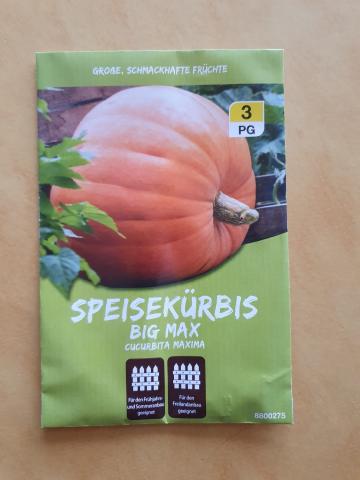 GROßE, SCHMACKHAFTE FRÜCHTE
3
PG
SPEISEKÜRBIS
BIG MAX
CUCURBITA MAXIMA
Für den Frühjahrs-
und Sommeranbau
geeignet
Für den
Freilandanbau
geeignet
8800275